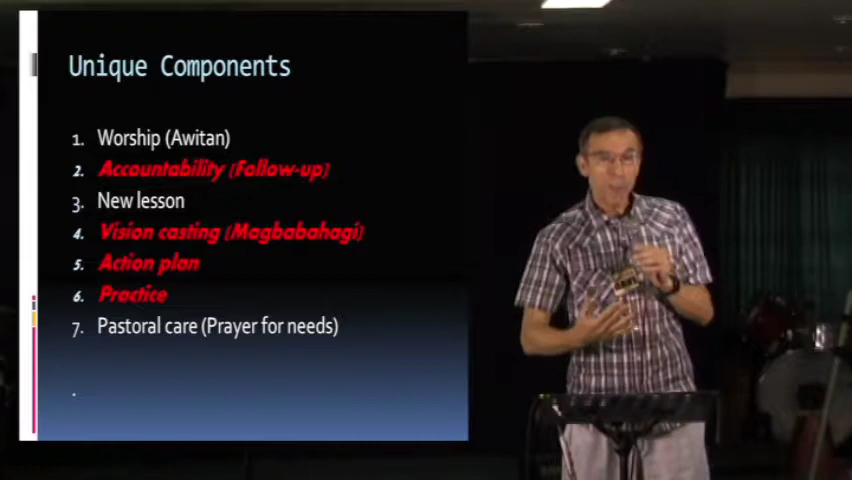 Unique Components
1. Worship (Awitan)
2. Accountability (Follow-up)
3. New lesson
4. Vision casting (Magbabahagi)
5. Action plan
6. Practice
7. Pastoral care (Prayer for needs)
.